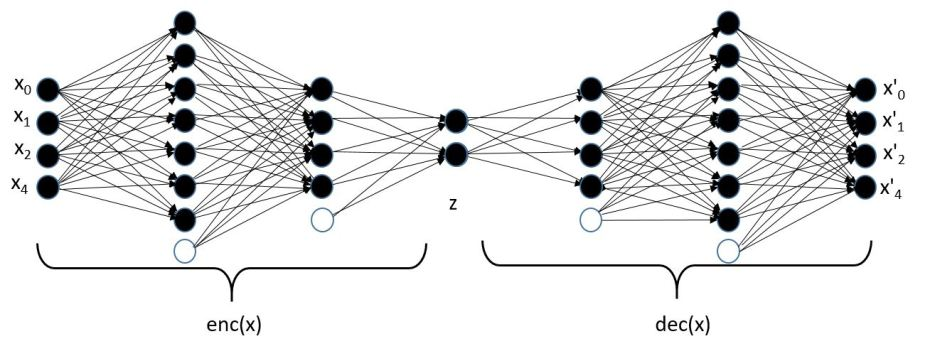 x₀
x₁
x₂
x₄
z
x'₀
x'₁
x'₂
x'₄
enc(x)
dec(x)